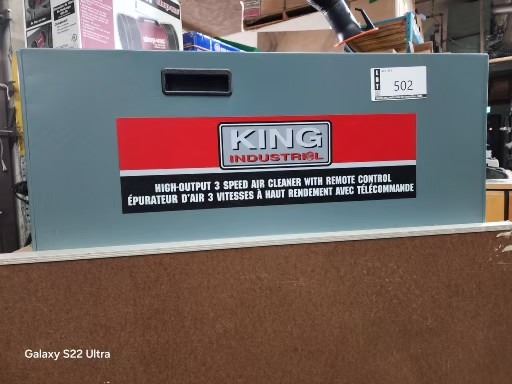 LOT
502
KING
INDUSTRIAL
HIGH-OUTPUT 3 SPEED AIR CLEANER WITH REMOTE CONTROL
ÉPURATEUR D'AIR 3 VITESSES À HAUT RENDEMENT AVEC TÉLÉCOMMANDE
Galaxy S22 Ultra